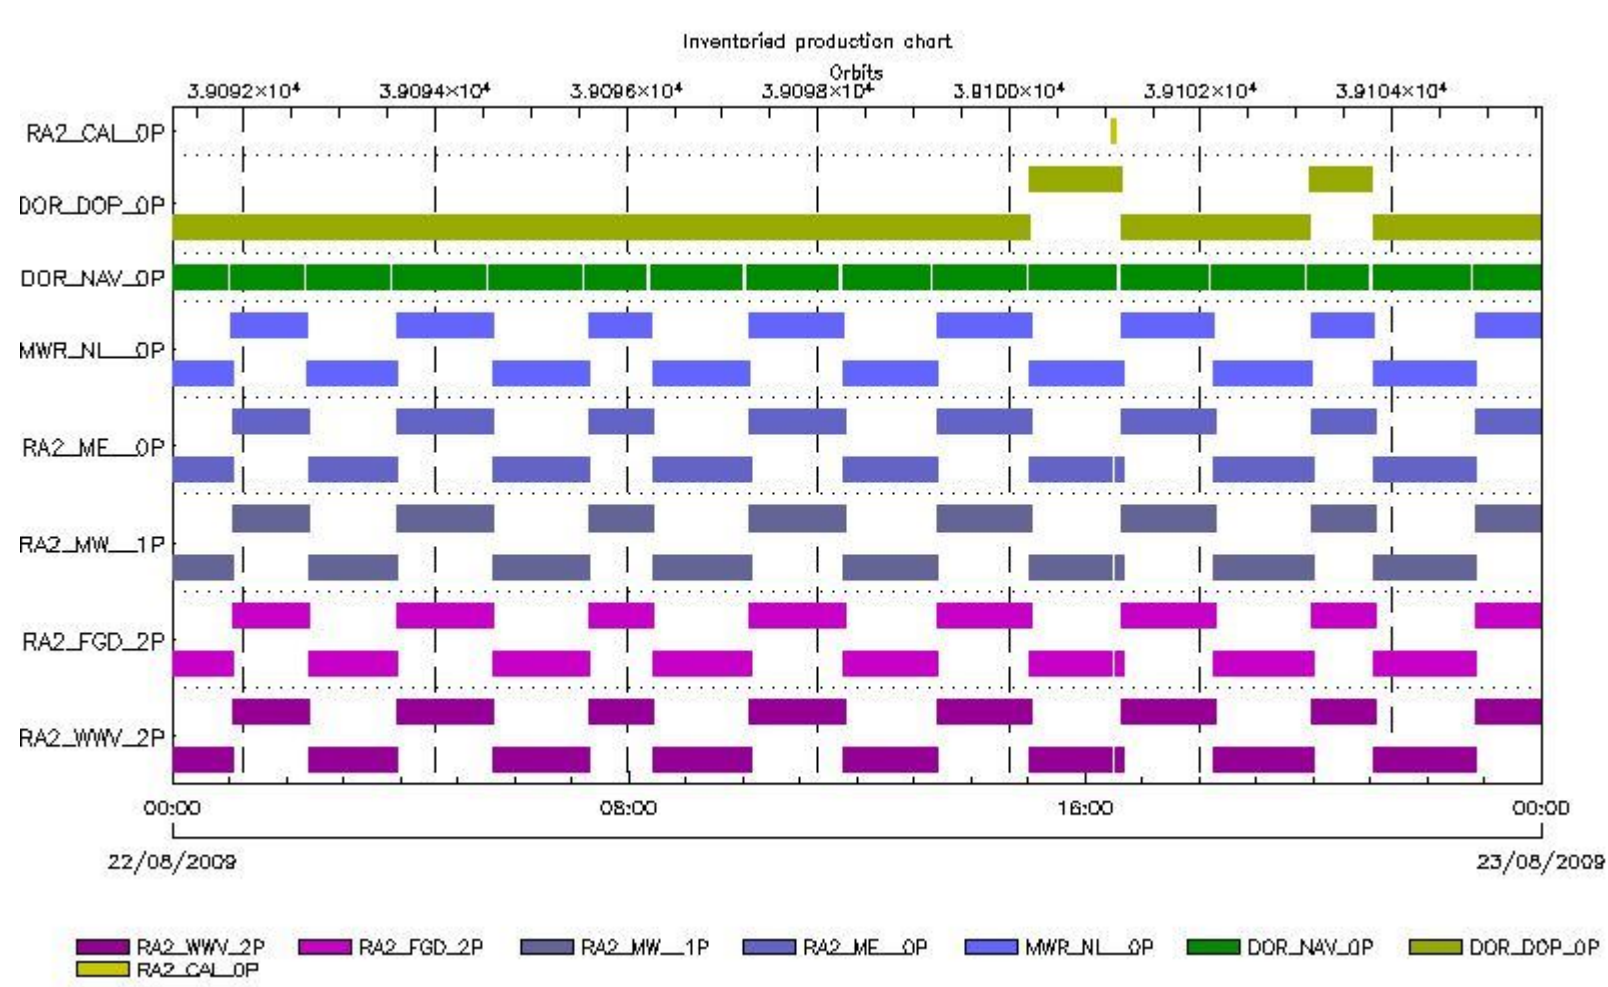 Inventoried production chart
Orbits
3.9092×10⁴ 3.9094×10⁴ 3.9096×10⁴ 3.9098×10⁴ 3.9100×10⁴ 3.9102×10⁴ 3.9104×10⁴
RA2_CAL_0P
DOR_DOP_0P
DOR_NAV_0P
MWR_NL__0P
RA2_ME__0P
RA2_MW__1P
RA2_FGD_2P
RA2_WWV_2P
00:00 08:00 16:00 00:00
22/08/2009 23/08/2009
RA2_WWV_2P RA2_FGD_2P RA2_MW__1P RA2_ME__0P MWR_NL__0P DOR_NAV_0P DOR_DOP_0P
RA2_CAL_0P